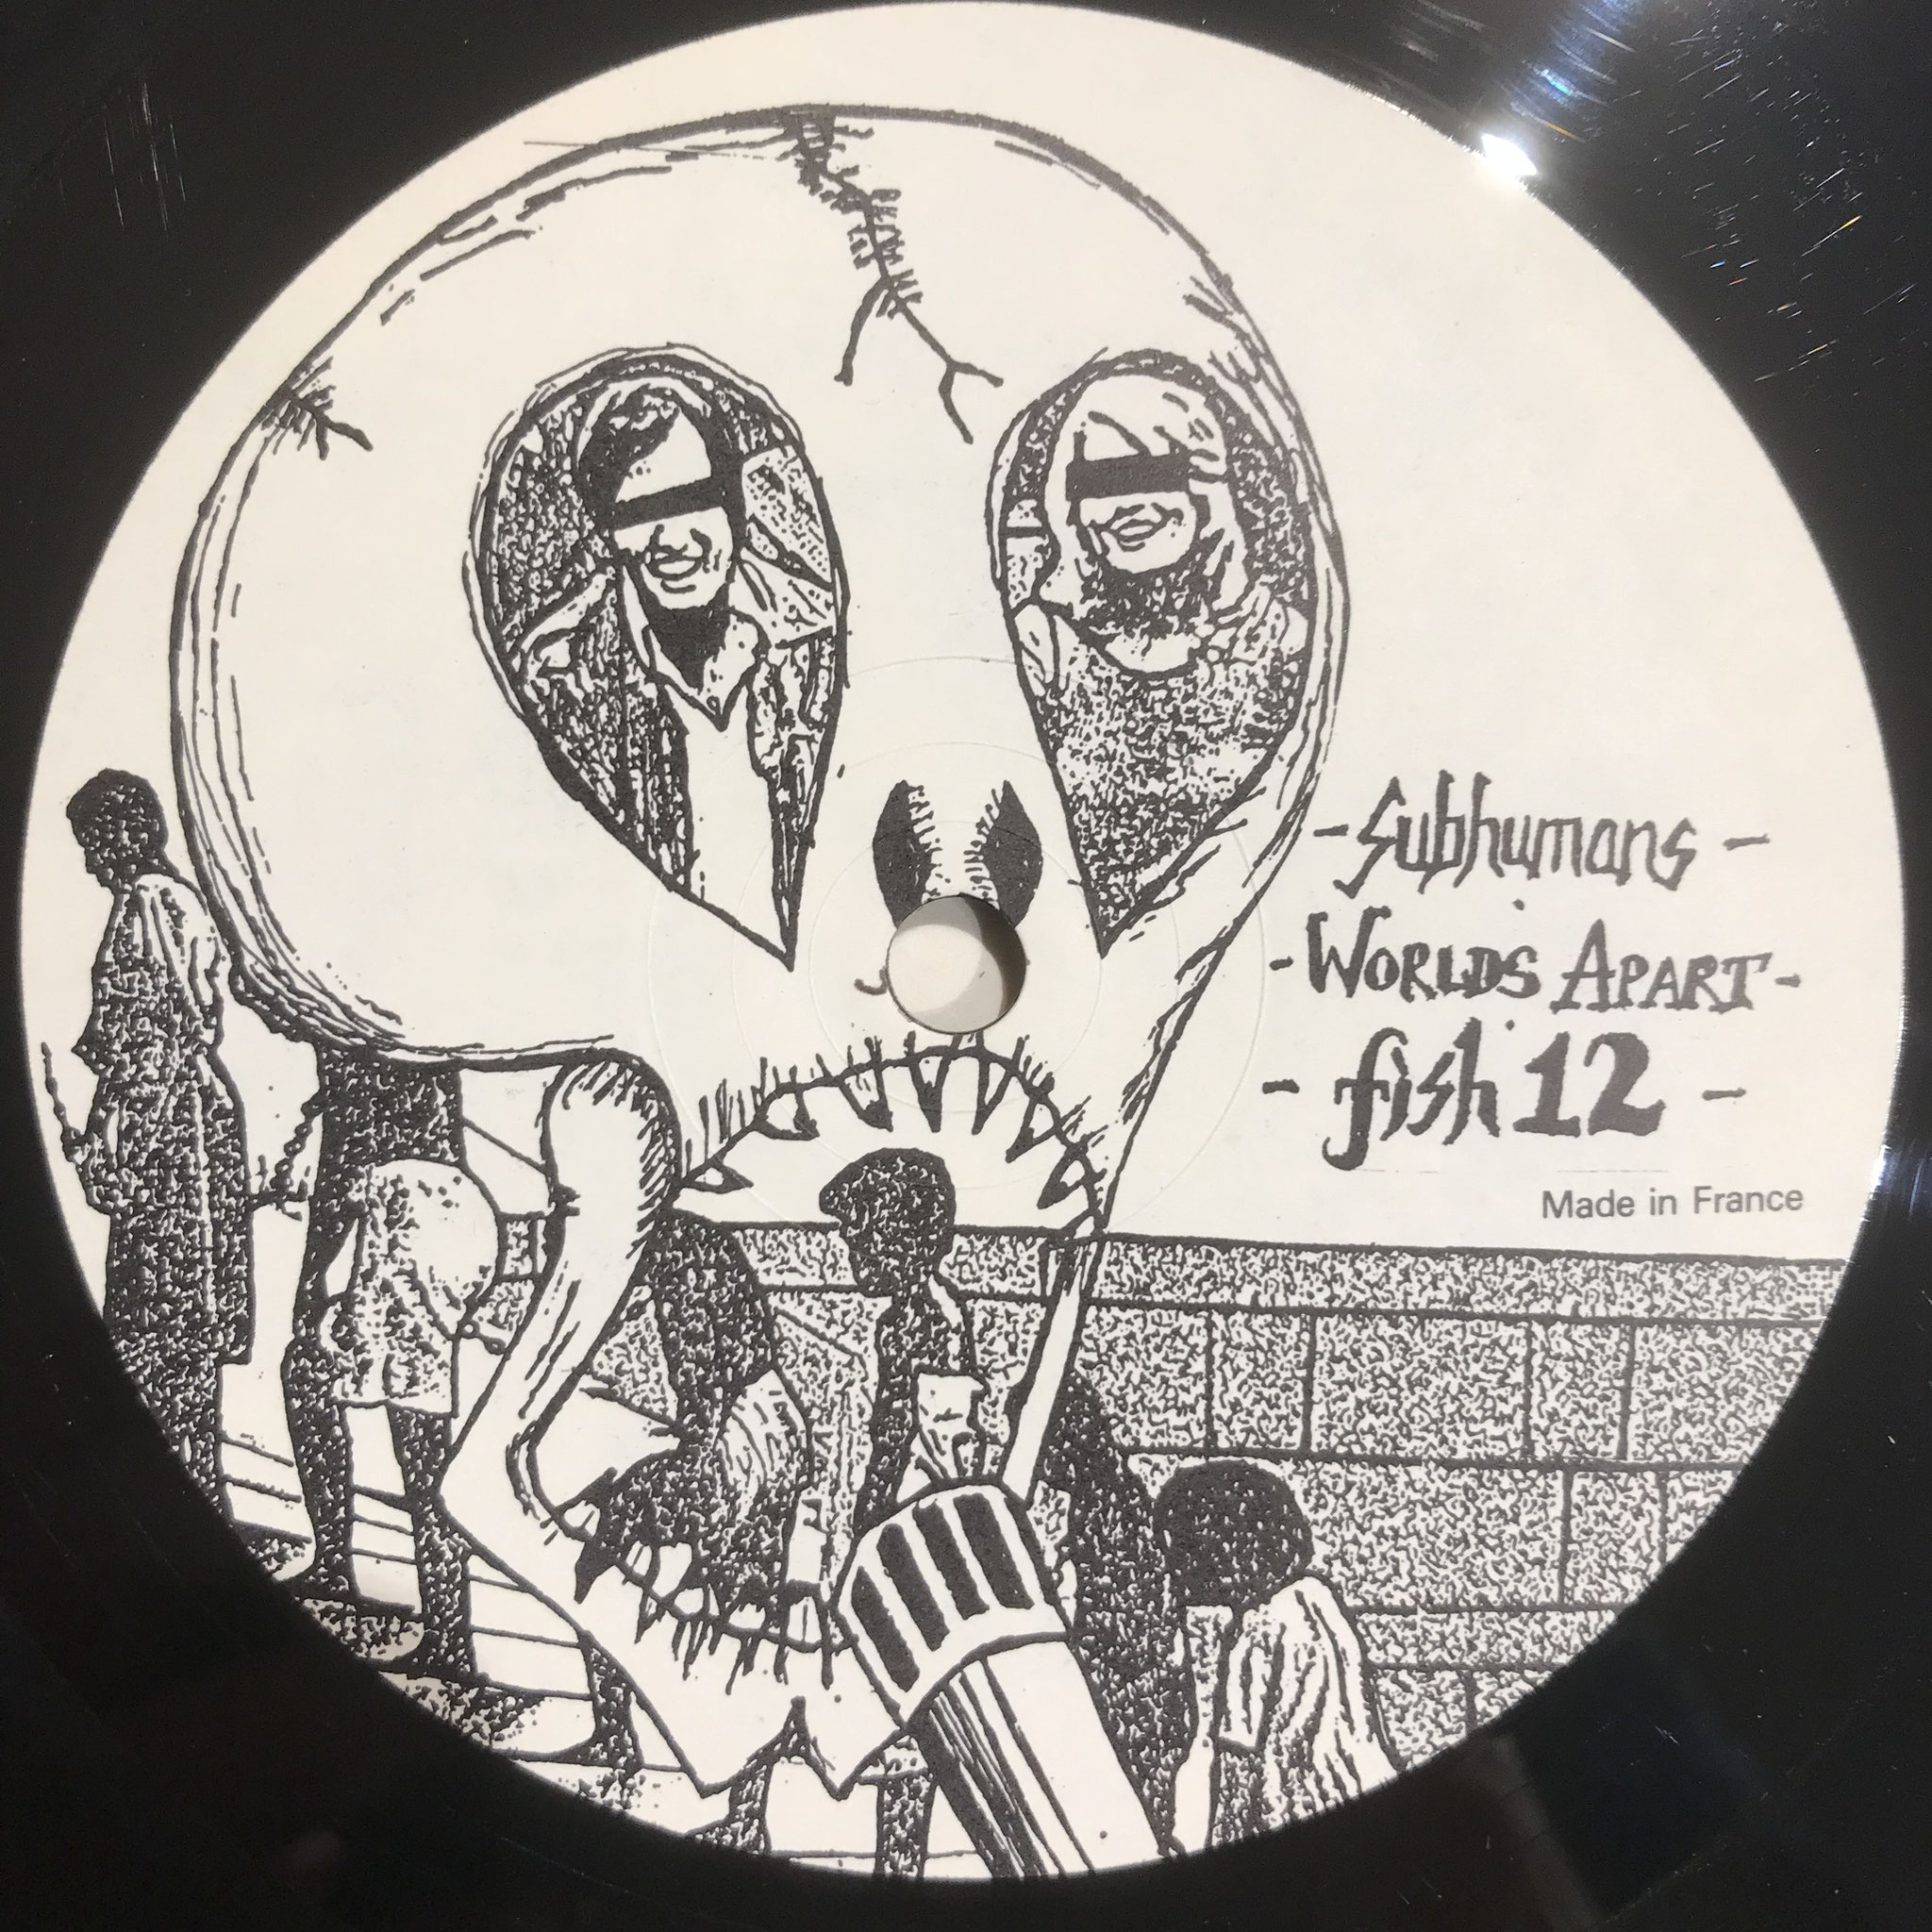 -Subhumans-
-WORLDS APART-
-fish 12-
Made in France